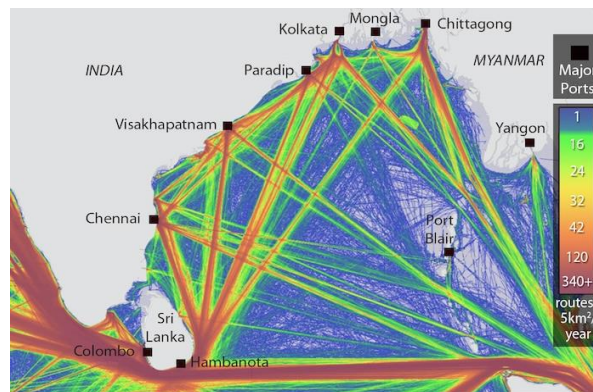 Kolkata
Mongla
Chittagong
INDIA
Paradip
MYANMAR
Major
Ports
Visakhapatnam
Yangon
1
16
24
32
42
120
340+
routes/
5km²/
year
Chennai
Port
Blair
Sri
Lanka
Colombo
Hambanota